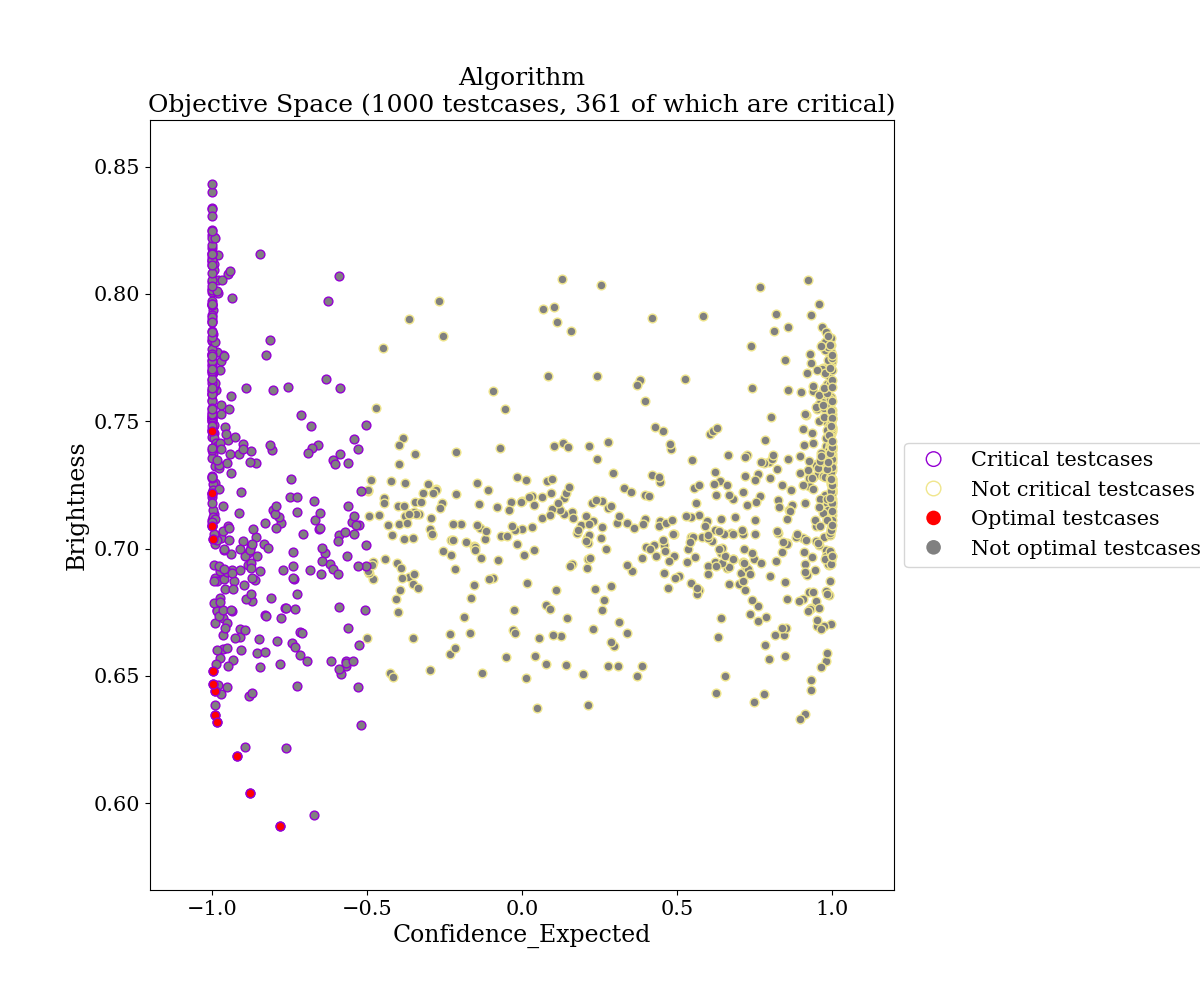 Algorithm
Objective Space (1000 testcases, 361 of which are critical)
0.85
0.80
0.75
0.70
0.65
0.60
Brightness
−1.0
−0.5
0.0
0.5
1.0
Confidence_Expected
Critical testcases
Not critical testcases
Optimal testcases
Not optimal testcases